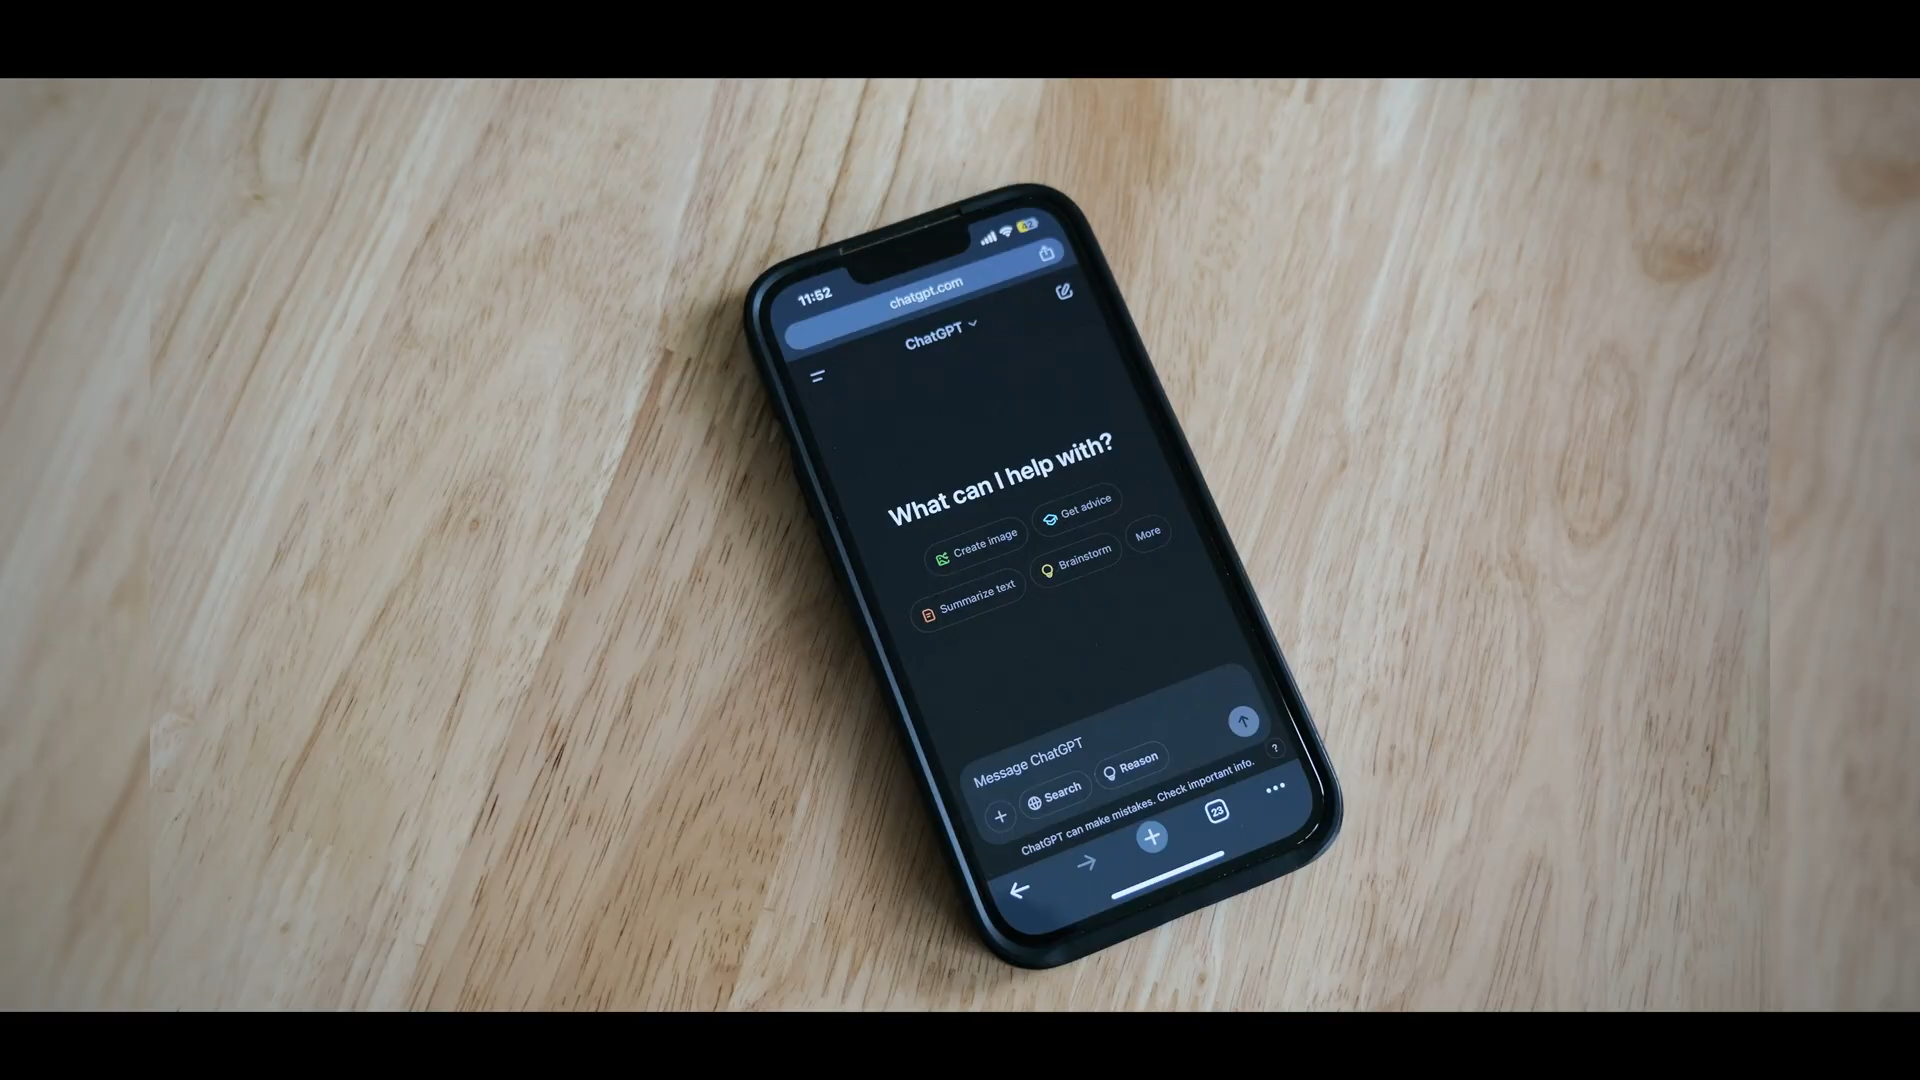 11:52
42
chatgpt.com
ChatGPT
What can I help with?
Create image
Get advice
Summarize text
Brainstorm
More
Message ChatGPT
Search
Reason
?
ChatGPT can make mistakes. Check important info.
23